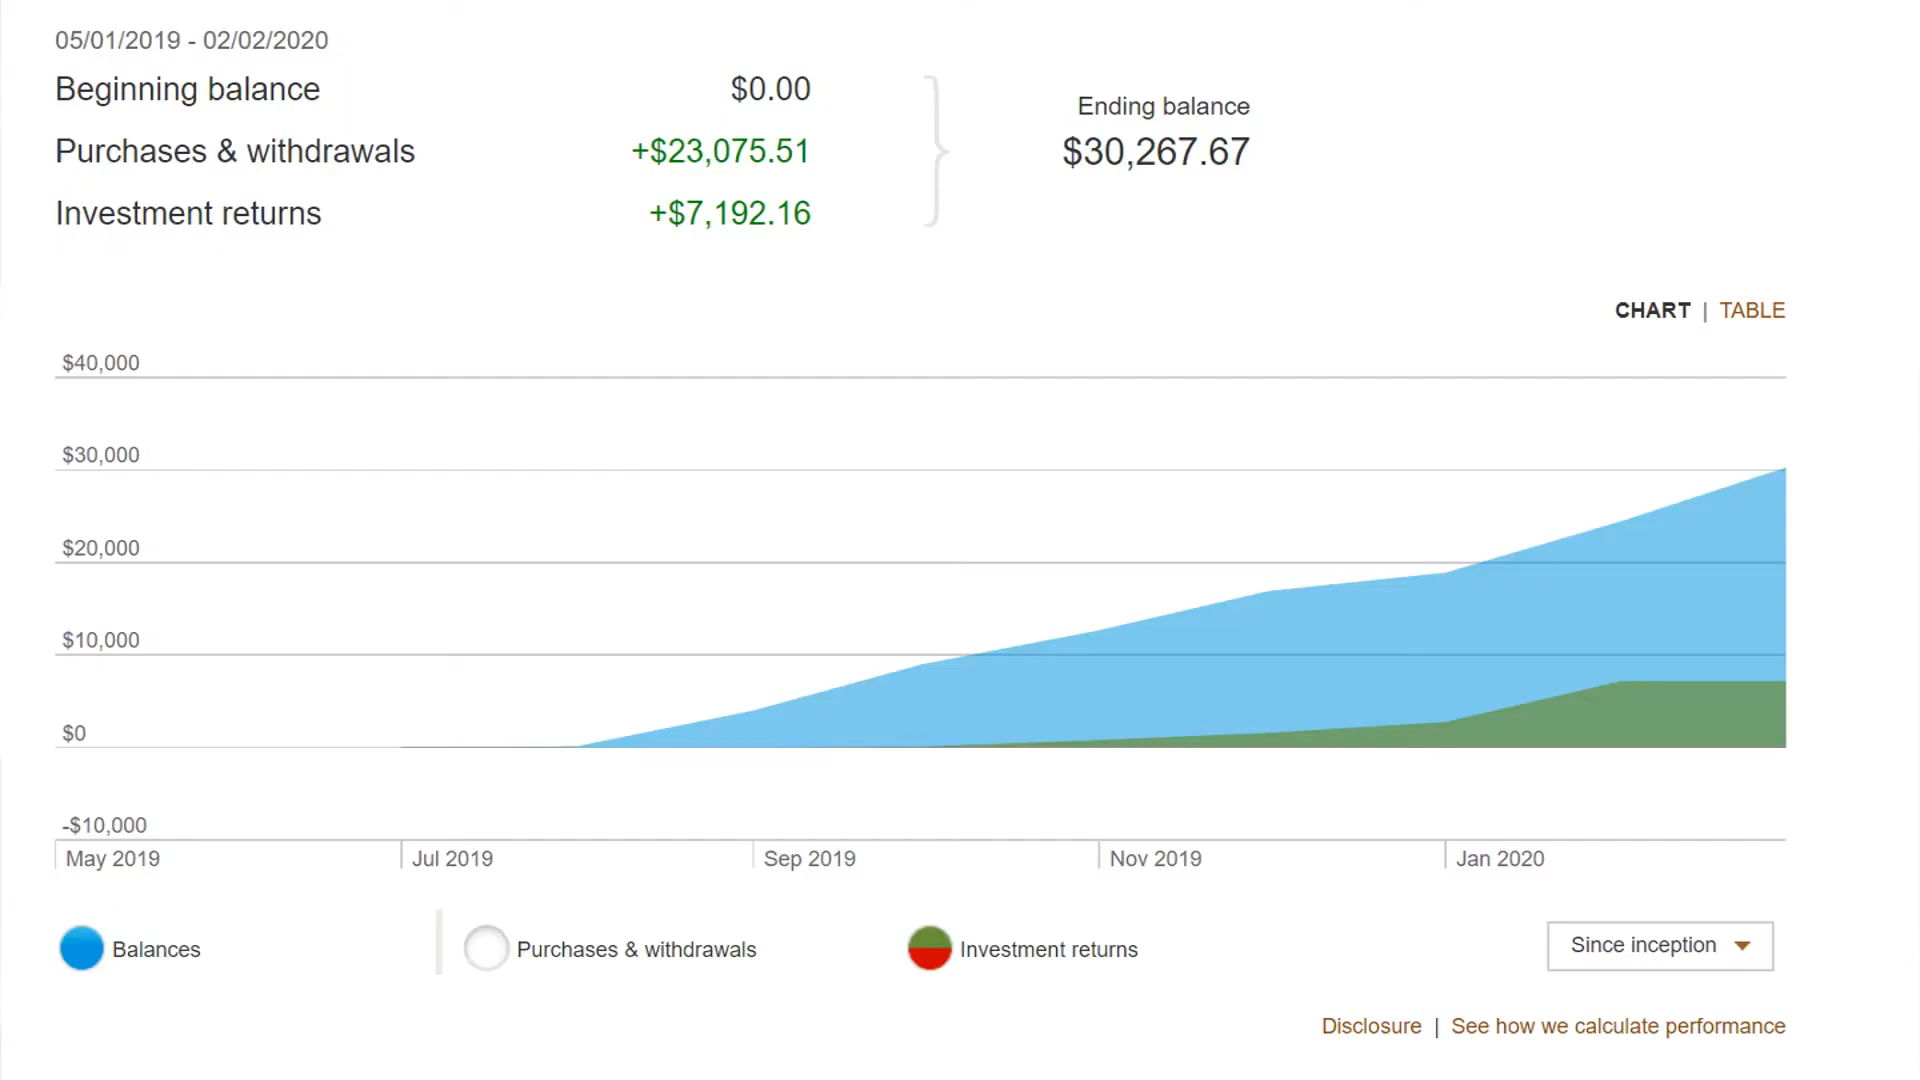 05/01/2019 - 02/02/2020
Beginning balance $0.00
Purchases & withdrawals +$23,075.51
Investment returns +$7,192.16
Ending balance
$30,267.67
CHART | TABLE
$40,000
$30,000
$20,000
$10,000
$0
-$10,000
May 2019 Jul 2019 Sep 2019 Nov 2019 Jan 2020
Balances Purchases & withdrawals Investment returns Since inception
Disclosure | See how we calculate performance